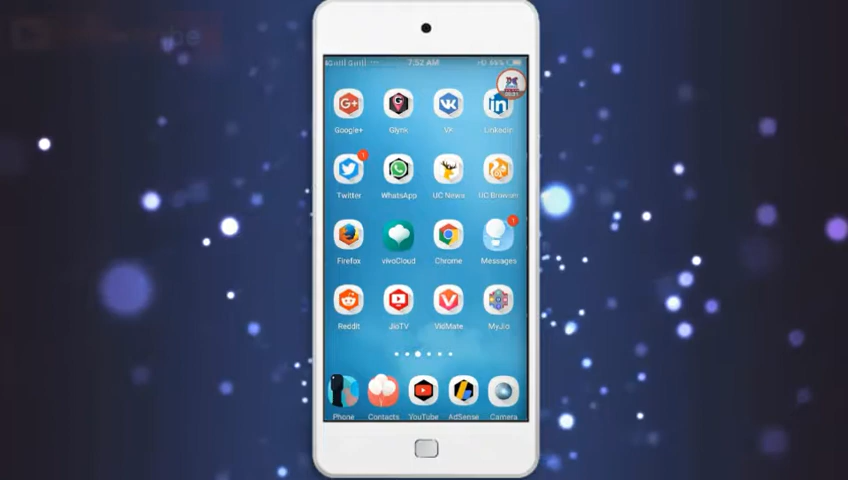 7:52 AM
Google+ Glynk VK LinkedIn
Twitter WhatsApp UC News UC Browser
Firefox vivoCloud Chrome Messages
Reddit JioTV VidMate MyJio
Phone Contacts YouTube AdSense Camera